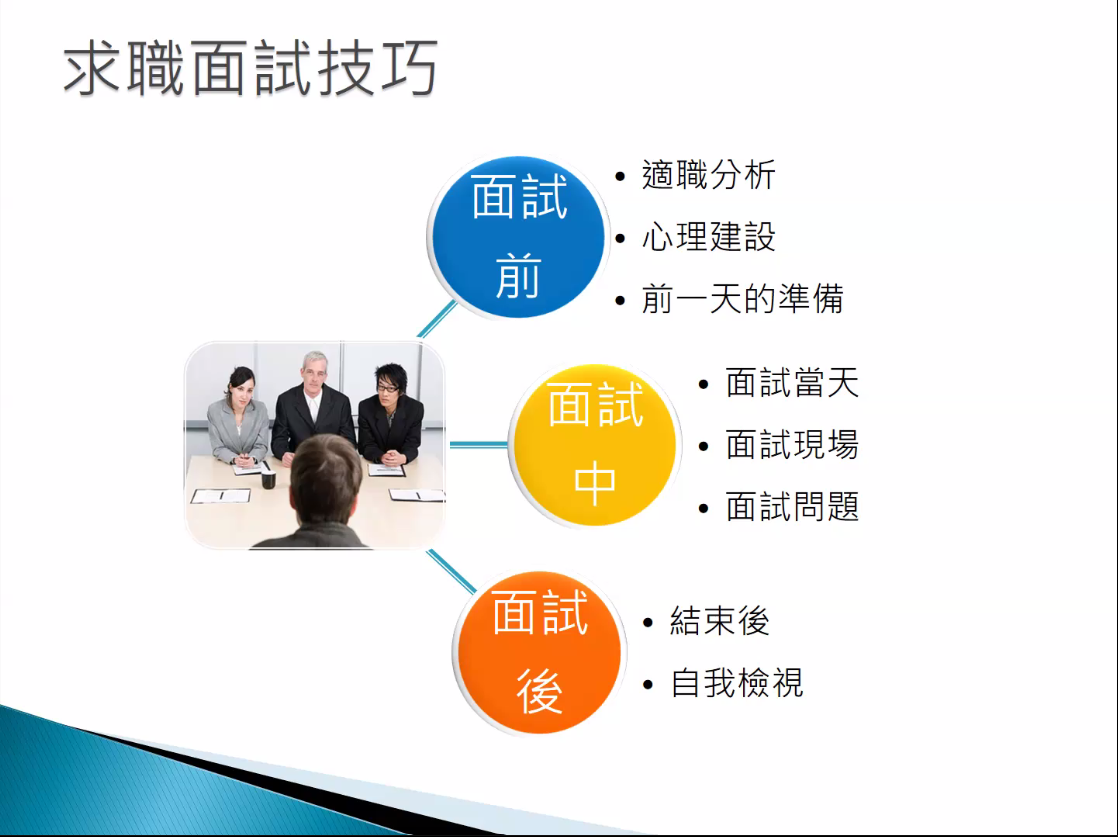 求職面試技巧
面試
前
• 適職分析
• 心理建設
• 前一天的準備
面試
中
• 面試當天
• 面試現場
• 面試問題
面試
後
• 結束後
• 自我檢視